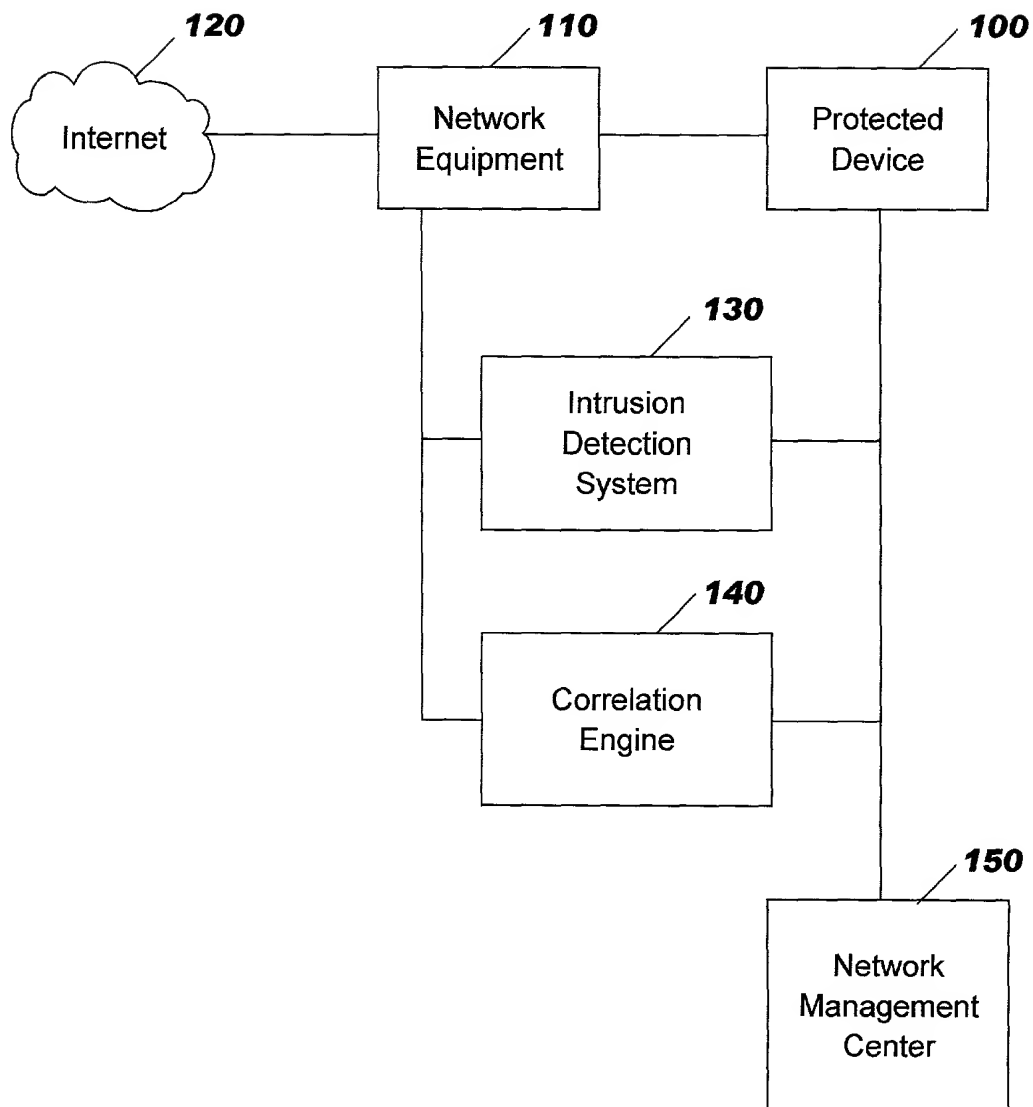 120
110
100
Internet
Network
Equipment
Protected
Device
130
Intrusion
Detection
System
140
Correlation
Engine
150
Network
Management
Center